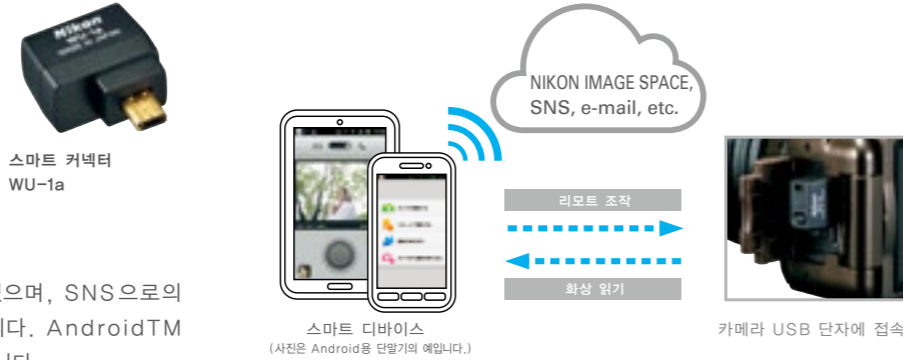 Nikon
WU-1a
스마트 커넥터
WU-1a
NIKON IMAGE SPACE,
SNS, e-mail, etc.
리모트 조작
화상 읽기
스마트 디바이스
(사진은 Android용 단말기의 예입니다.)
Nikon
카메라 USB 단자에 접속
으며, SNS으로의
다. AndroidTM